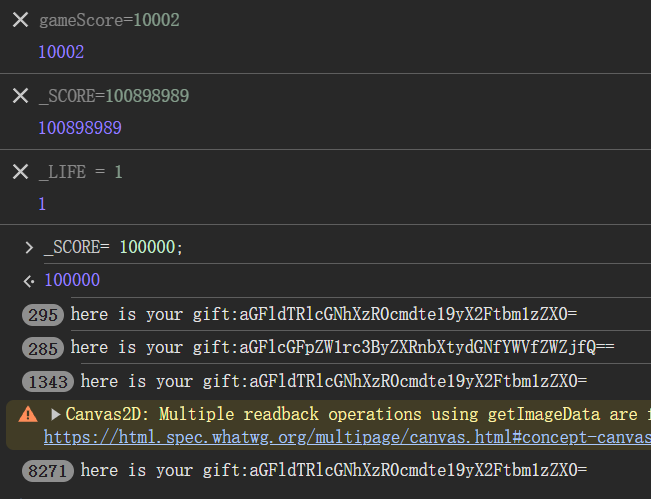 gameScore=10002
10002
_SCORE=100898989
100898989
_LIFE = 1
1
_SCORE= 100000;
100000
295 here is your gift:aGFldTRlcGNhXzR0cmdte19yX2Ftbm1zZX0=
285 here is your gift:aGFlcGFpZW1rc3ByZXRnbXtydGNfYWVfZWZjfQ==
1343 here is your gift:aGFldTRlcGNhXzR0cmdte19yX2Ftbm1zZX0=
Canvas2D: Multiple readback operations using getImageData are f
https://html.spec.whatwg.org/multipage/canvas.html#concept-canvas
8271 here is your gift:aGFldTRlcGNhXzR0cmdte19yX2Ftbm1zZX0=